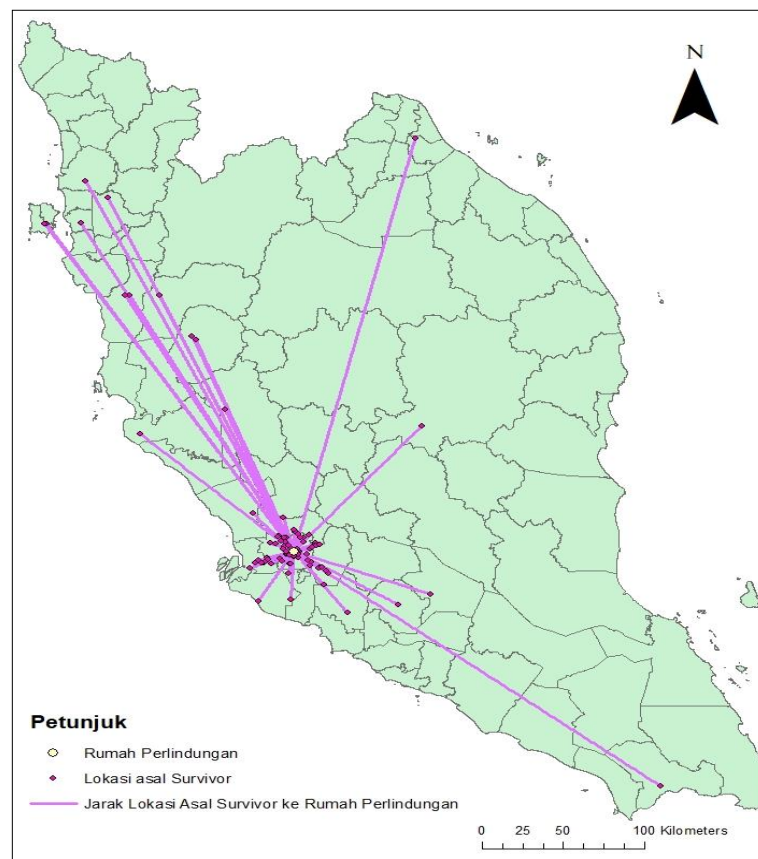 N
Petunjuk
Rumah Perlindungan
Lokasi asal Survivor
Jarak Lokasi Asal Survivor ke Rumah Perlindungan
0 25 50 100 Kilometers